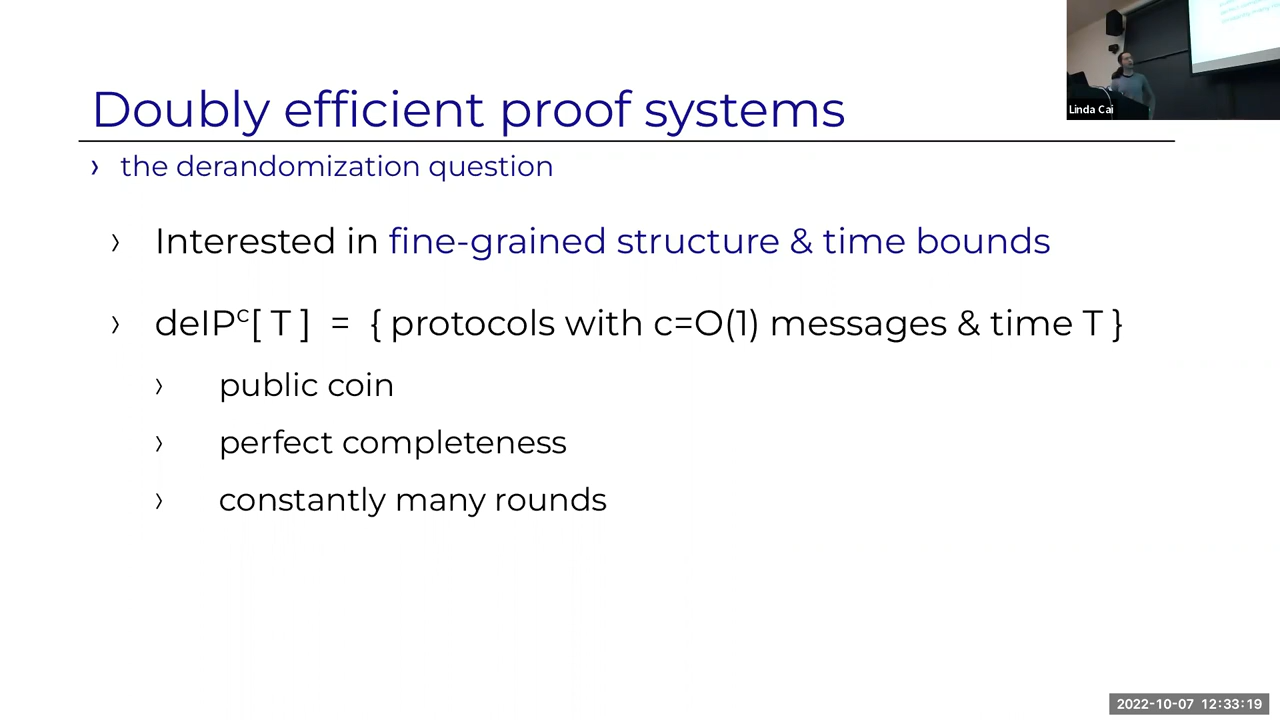 Doubly efficient proof systems
› the derandomization question
› Interested in fine-grained structure & time bounds
› deIPᶜ[ T ] = { protocols with c=O(1) messages & time T }
› public coin
› perfect completeness
› constantly many rounds
Linda Cai
2022-10-07 12:33:19